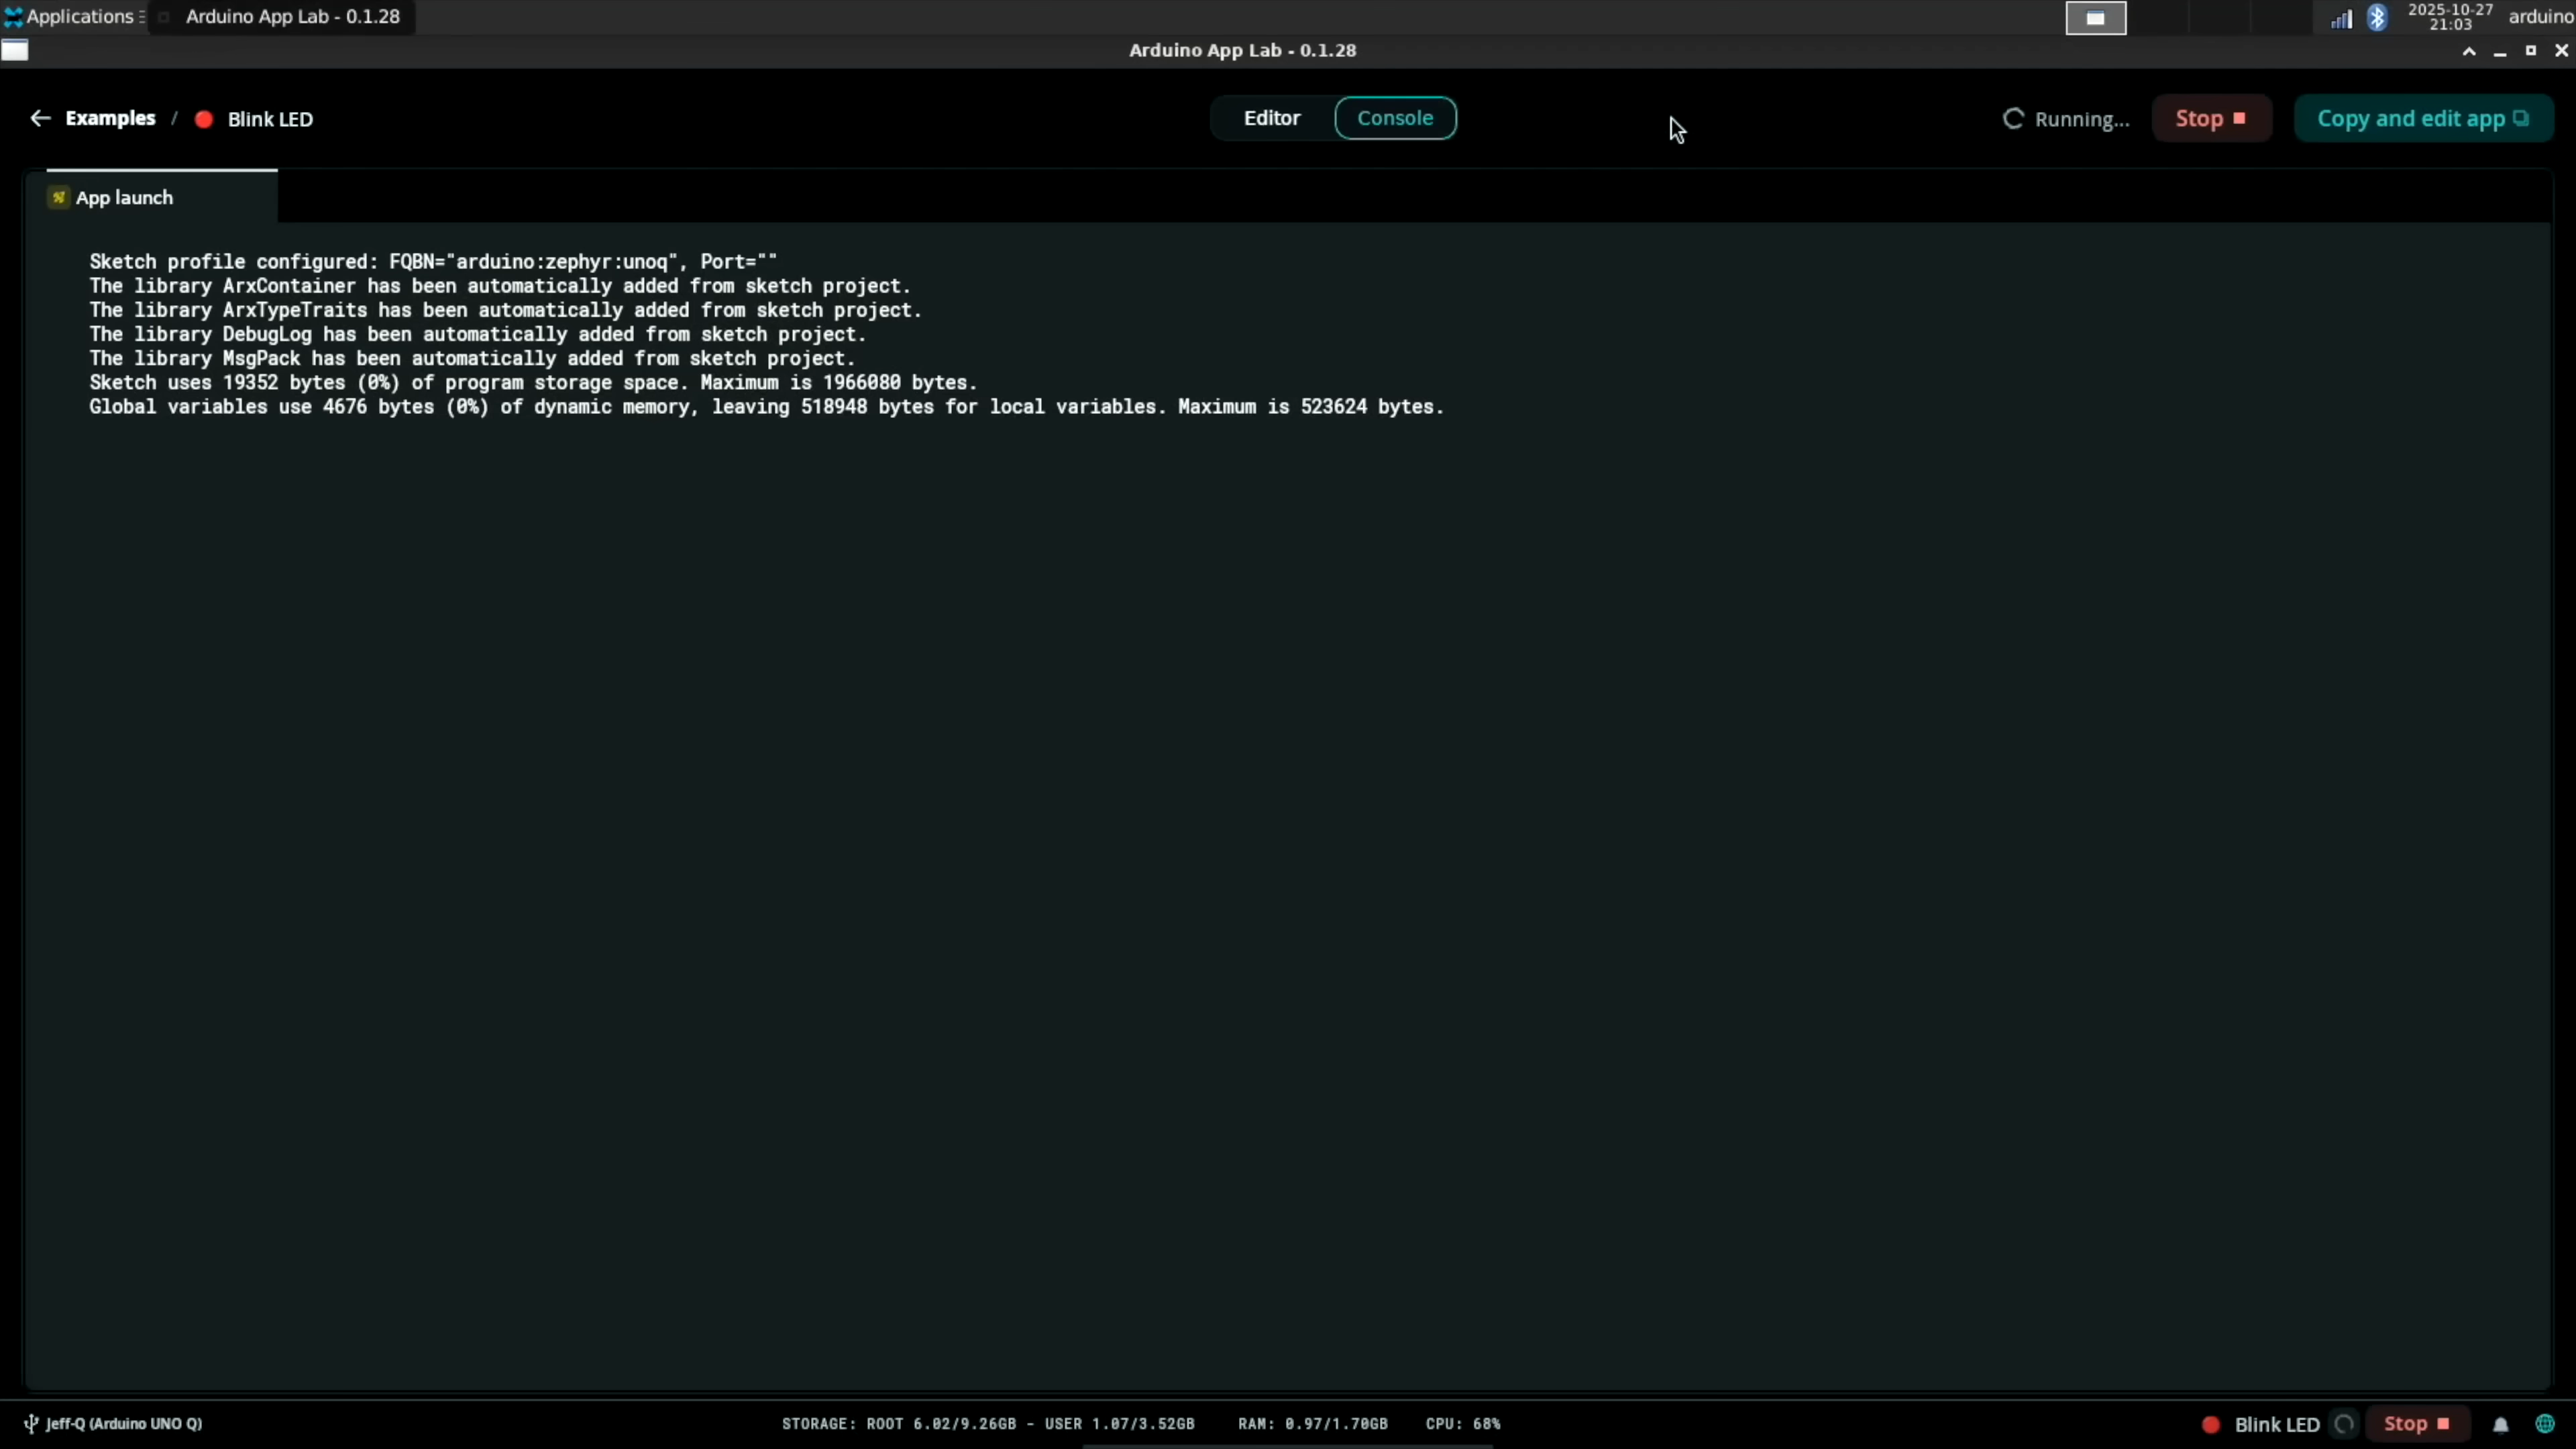 Applications
Arduino App Lab - 0.1.28
2025-10-27
21:03
arduino
Arduino App Lab - 0.1.28
Examples / Blink LED
Editor
Console
Running...
Stop
Copy and edit app
App launch
Sketch profile configured: FQBN="arduino:zephyr:unoq", Port=""
The library ArxContainer has been automatically added from sketch project.
The library ArxTypeTraits has been automatically added from sketch project.
The library DebugLog has been automatically added from sketch project.
The library MsgPack has been automatically added from sketch project.
Sketch uses 19352 bytes (0%) of program storage space. Maximum is 1966080 bytes.
Global variables use 4676 bytes (0%) of dynamic memory, leaving 518948 bytes for local variables. Maximum is 523624 bytes.
Jeff-Q (Arduino UNO Q)
STORAGE: ROOT 6.02/9.26GB - USER 1.07/3.52GB
RAM: 0.97/1.70GB
CPU: 68%
Blink LED
Stop